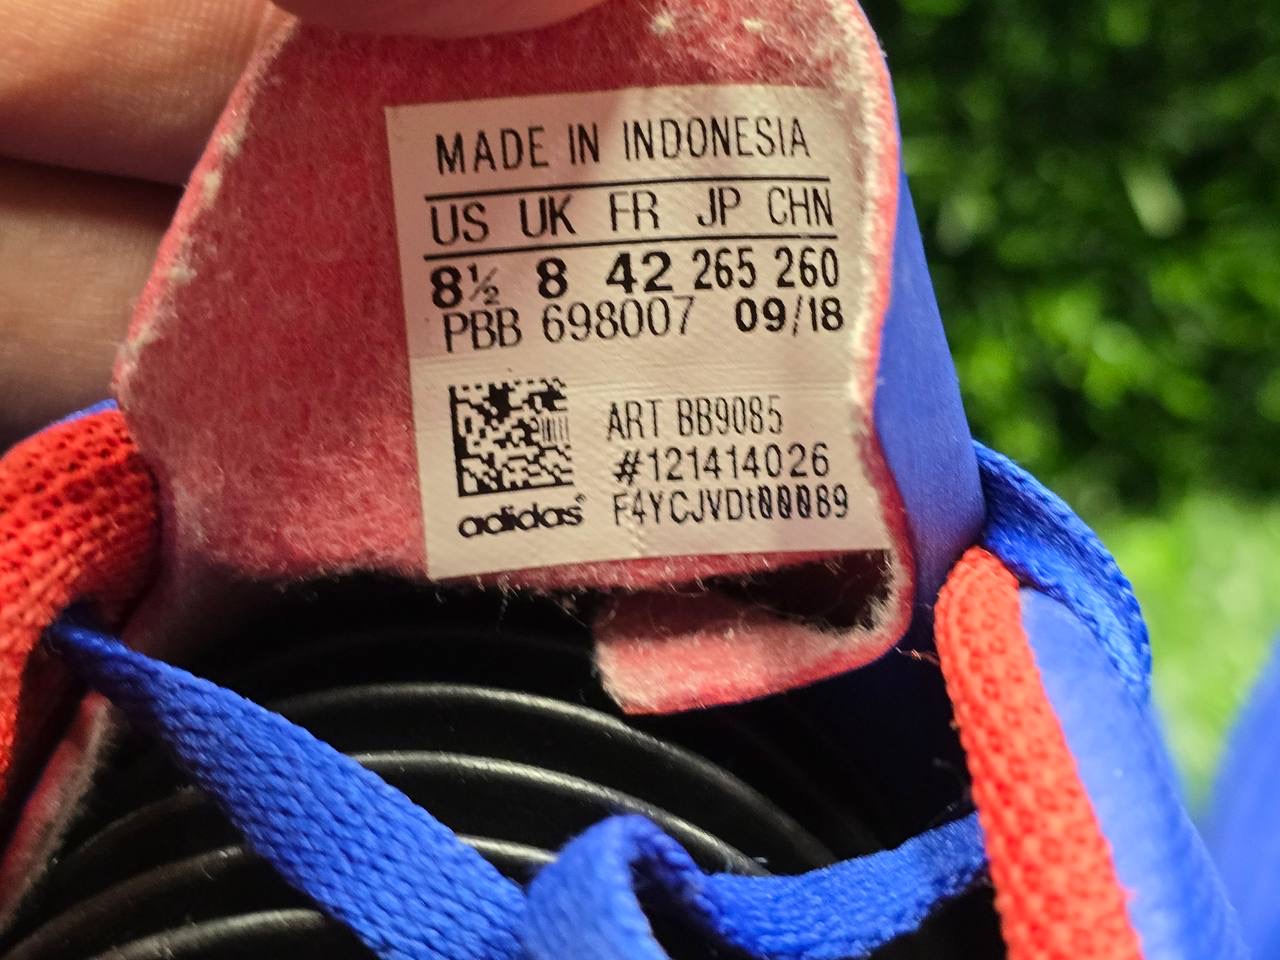 MADE IN INDONESIA
US UK FR JP CHN
8½ 8 42 265 260
PBB 698007 09/18
ART BB9085
#121414026
F4YCJVDt00089
adidas